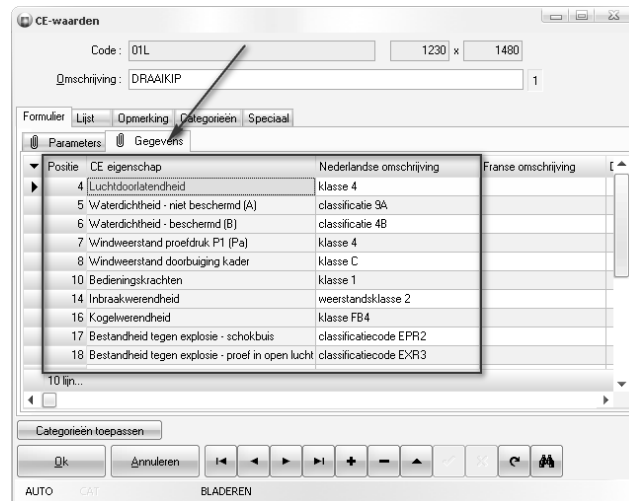 CE-waarden
Code : 01L 1230 x 1480
Omschrijving : DRAAIKIP 1
Formulier Lijst Opmerking Categorieën Speciaal
Parameters Gegevens
Positie CE eigenschap Nederlandse omschrijving Franse omschrijving
4 Luchtdoorlatendheid klasse 4
5 Waterdichtheid - niet beschermd (A) classificatie 9A
6 Waterdichtheid - beschermd (B) classificatie 4B
7 Windweerstand proefdruk P1 (Pa) klasse 4
8 Windweerstand doorbuiging kader klasse C
10 Bedieningskrachten klasse 1
14 Inbraakwerendheid weerstandsklasse 2
16 Kogelwerendheid klasse FB4
17 Bestandheid tegen explosie - schokbuis classificatiecode EPR2
18 Bestandheid tegen explosie - proef in open lucht classificatiecode EXR3
10 lijn...
Categorieën toepassen
Ok Annuleren
AUTO CAT BLADEREN